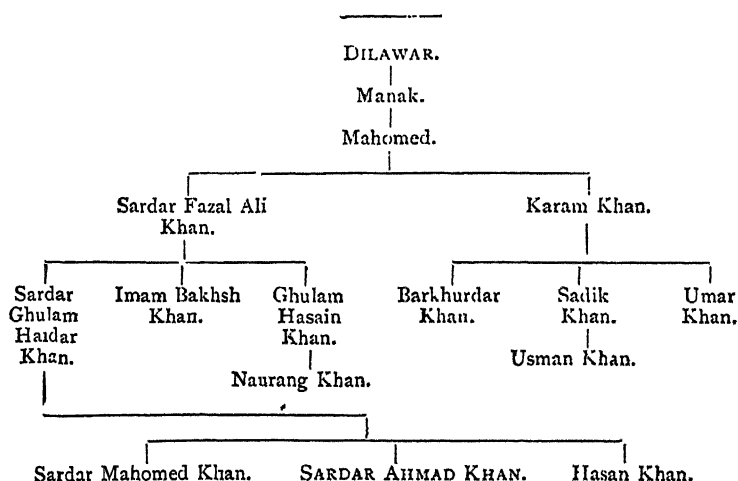 DILAWAR.
Manak.
Mahomed.
Sardar Fazal Ali
Khan.
Karam Khan.
Sardar
Ghulam
Haidar
Khan.
Imam Bakhsh
Khan.
Ghulam
Hasain
Khan.
Barkhurdar
Khan.
Sadik
Khan.
Umar
Khan.
Naurang Khan.
Usman Khan.
Sardar Mahomed Khan.
SARDAR AHMAD KHAN.
Hasan Khan.